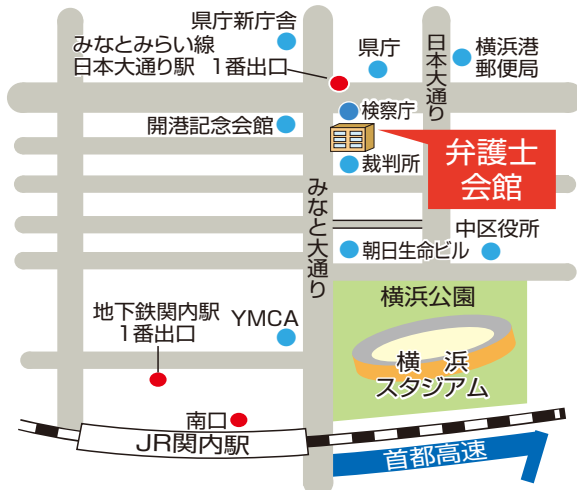 県庁新庁舎
みなとみらい線
日本大通り駅 1番出口
県庁
日本大通り
横浜港
郵便局
検察庁
開港記念会館
弁護士
会館
裁判所
みなと大通り
中区役所
朝日生命ビル
横浜公園
地下鉄関内駅
1番出口
YMCA
横 浜
スタジアム
南口
JR関内駅
首都高速